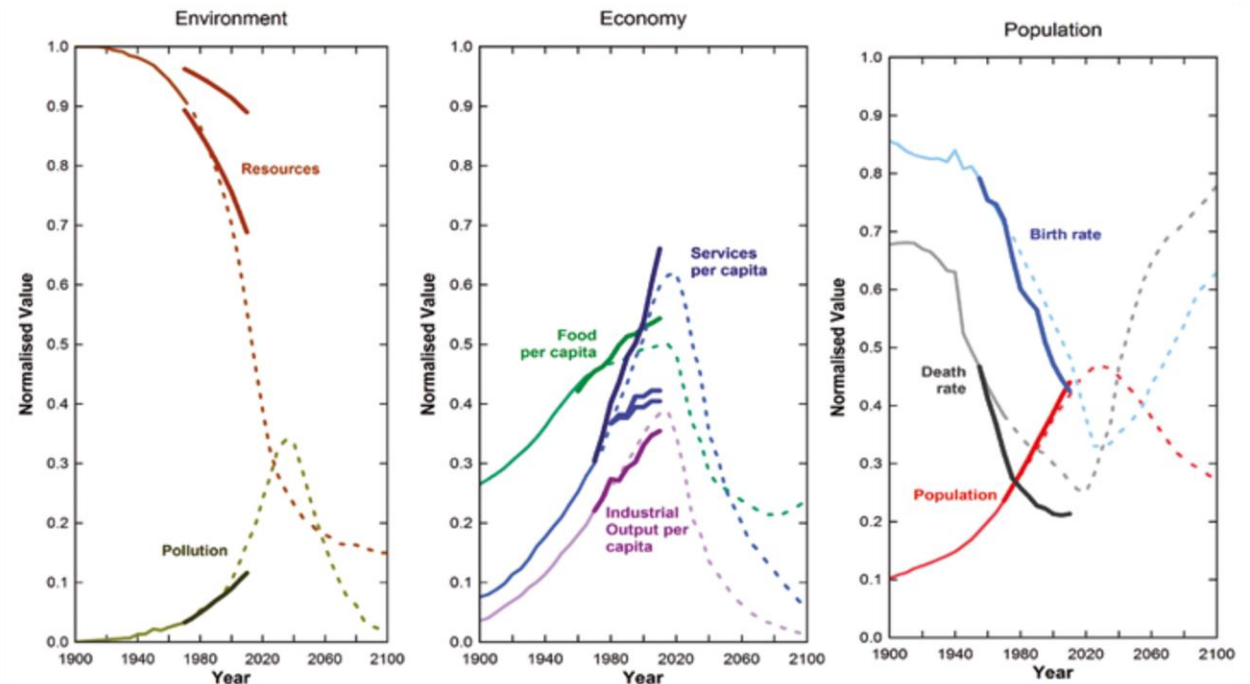 Environment
1.0
0.9
0.8
0.7
0.6
0.5
0.4
0.3
0.2
0.1
0.0
Normalised Value
Resources
Pollution
1900 1940 1980 2020 2060 2100
Year
Economy
1.0
0.9
0.8
0.7
0.6
0.5
0.4
0.3
0.2
0.1
0.0
Normalised Value
Services
per capita
Food
per capita
Industrial
Output per
capita
1900 1940 1980 2020 2060 2100
Year
Population
1.0
0.9
0.8
0.7
0.6
0.5
0.4
0.3
0.2
0.1
0.0
Normalised Value
Birth rate
Death
rate
Population
1900 1940 1980 2020 2060 2100
Year